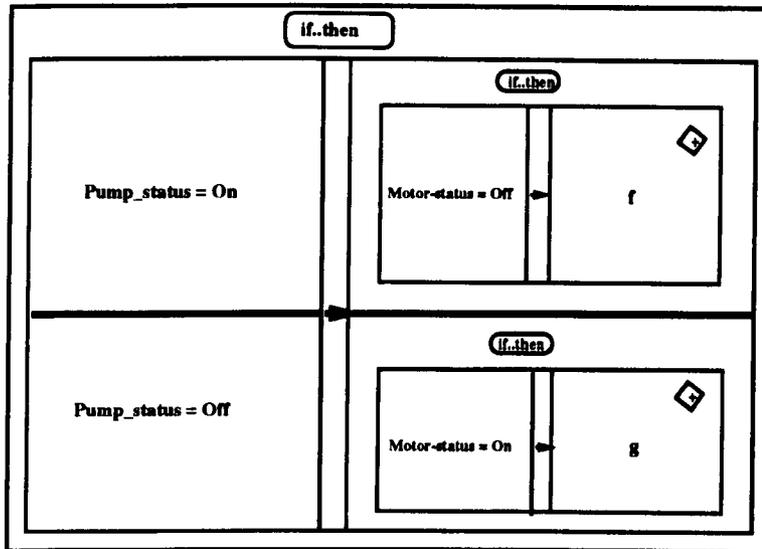 if..then
if..then
Pump_status = On
Motor-status = Off
f
if..then
Pump_status = Off
Motor-status = On
g